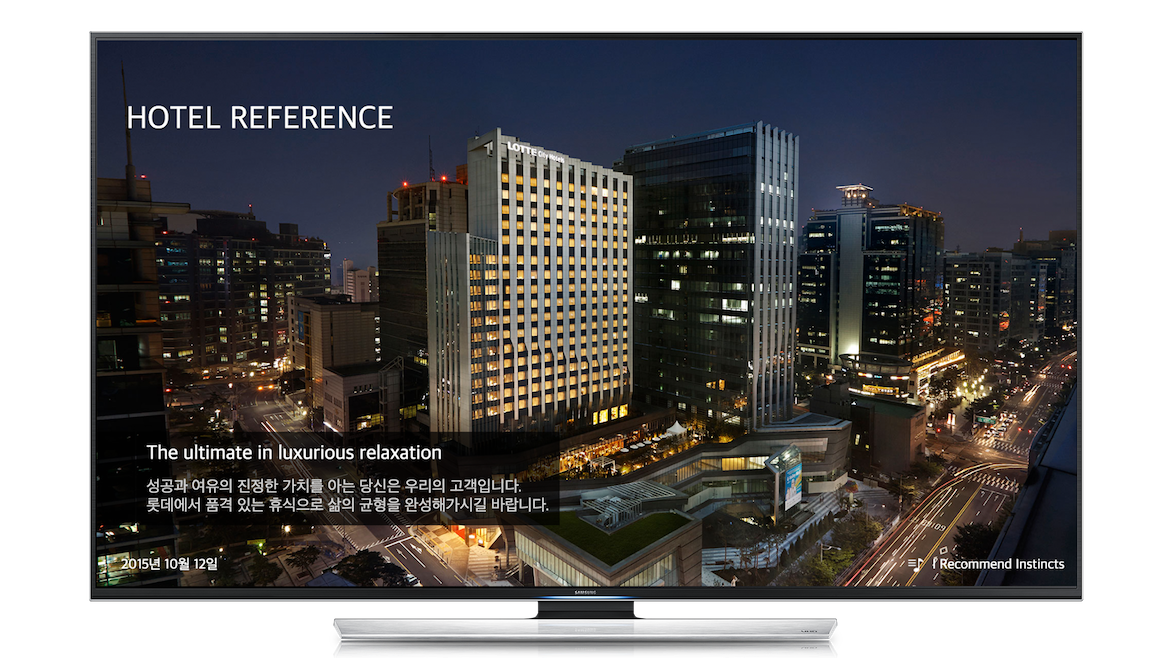 HOTEL REFERENCE
LOTTE City Hotels
The ultimate in luxurious relaxation
성공과 여유의 진정한 가치를 아는 당신은 우리의 고객입니다.
롯데에서 품격 있는 휴식으로 삶의 균형을 완성해가시길 바랍니다.
2015년 10월 12일
I Recommend Instincts
SAMSUNG